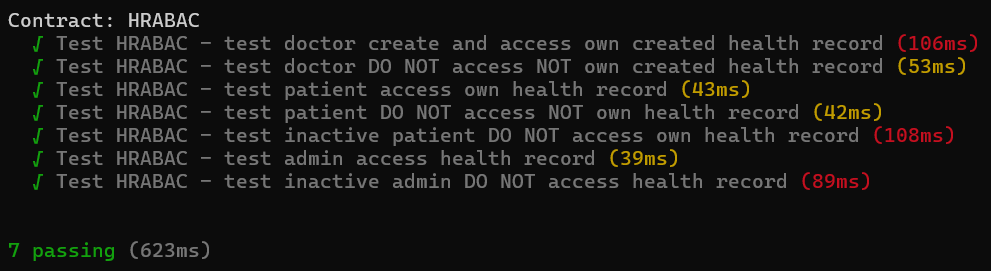 Contract: HRABAC
√ Test HRABAC - test doctor create and access own created health record (106ms)
√ Test HRABAC - test doctor DO NOT access NOT own created health record (53ms)
√ Test HRABAC - test patient access own health record (43ms)
√ Test HRABAC - test patient DO NOT access NOT own health record (42ms)
√ Test HRABAC - test inactive patient DO NOT access own health record (108ms)
√ Test HRABAC - test admin access health record (39ms)
√ Test HRABAC - test inactive admin DO NOT access health record (89ms)
7 passing (623ms)